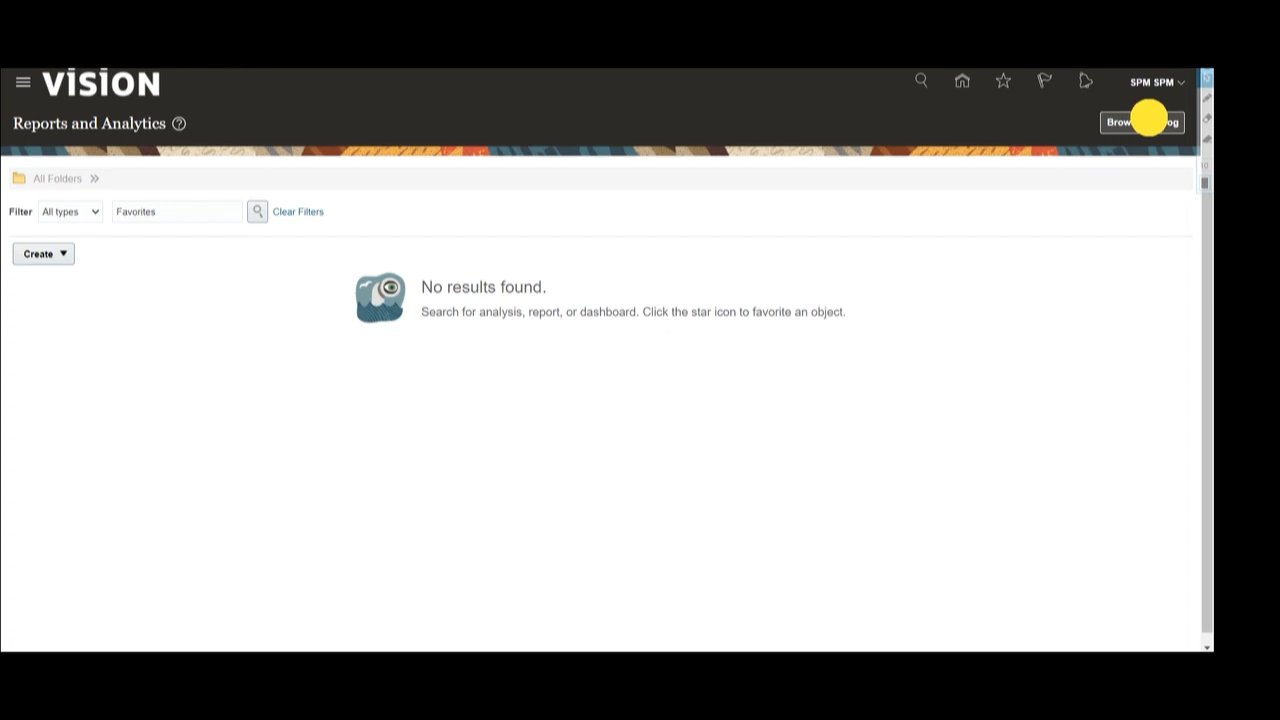 VISION
SPM SPM
Reports and Analytics
All Folders
Filter All types Favorites Clear Filters
Create
No results found.
Search for analysis, report, or dashboard. Click the star icon to favorite an object.